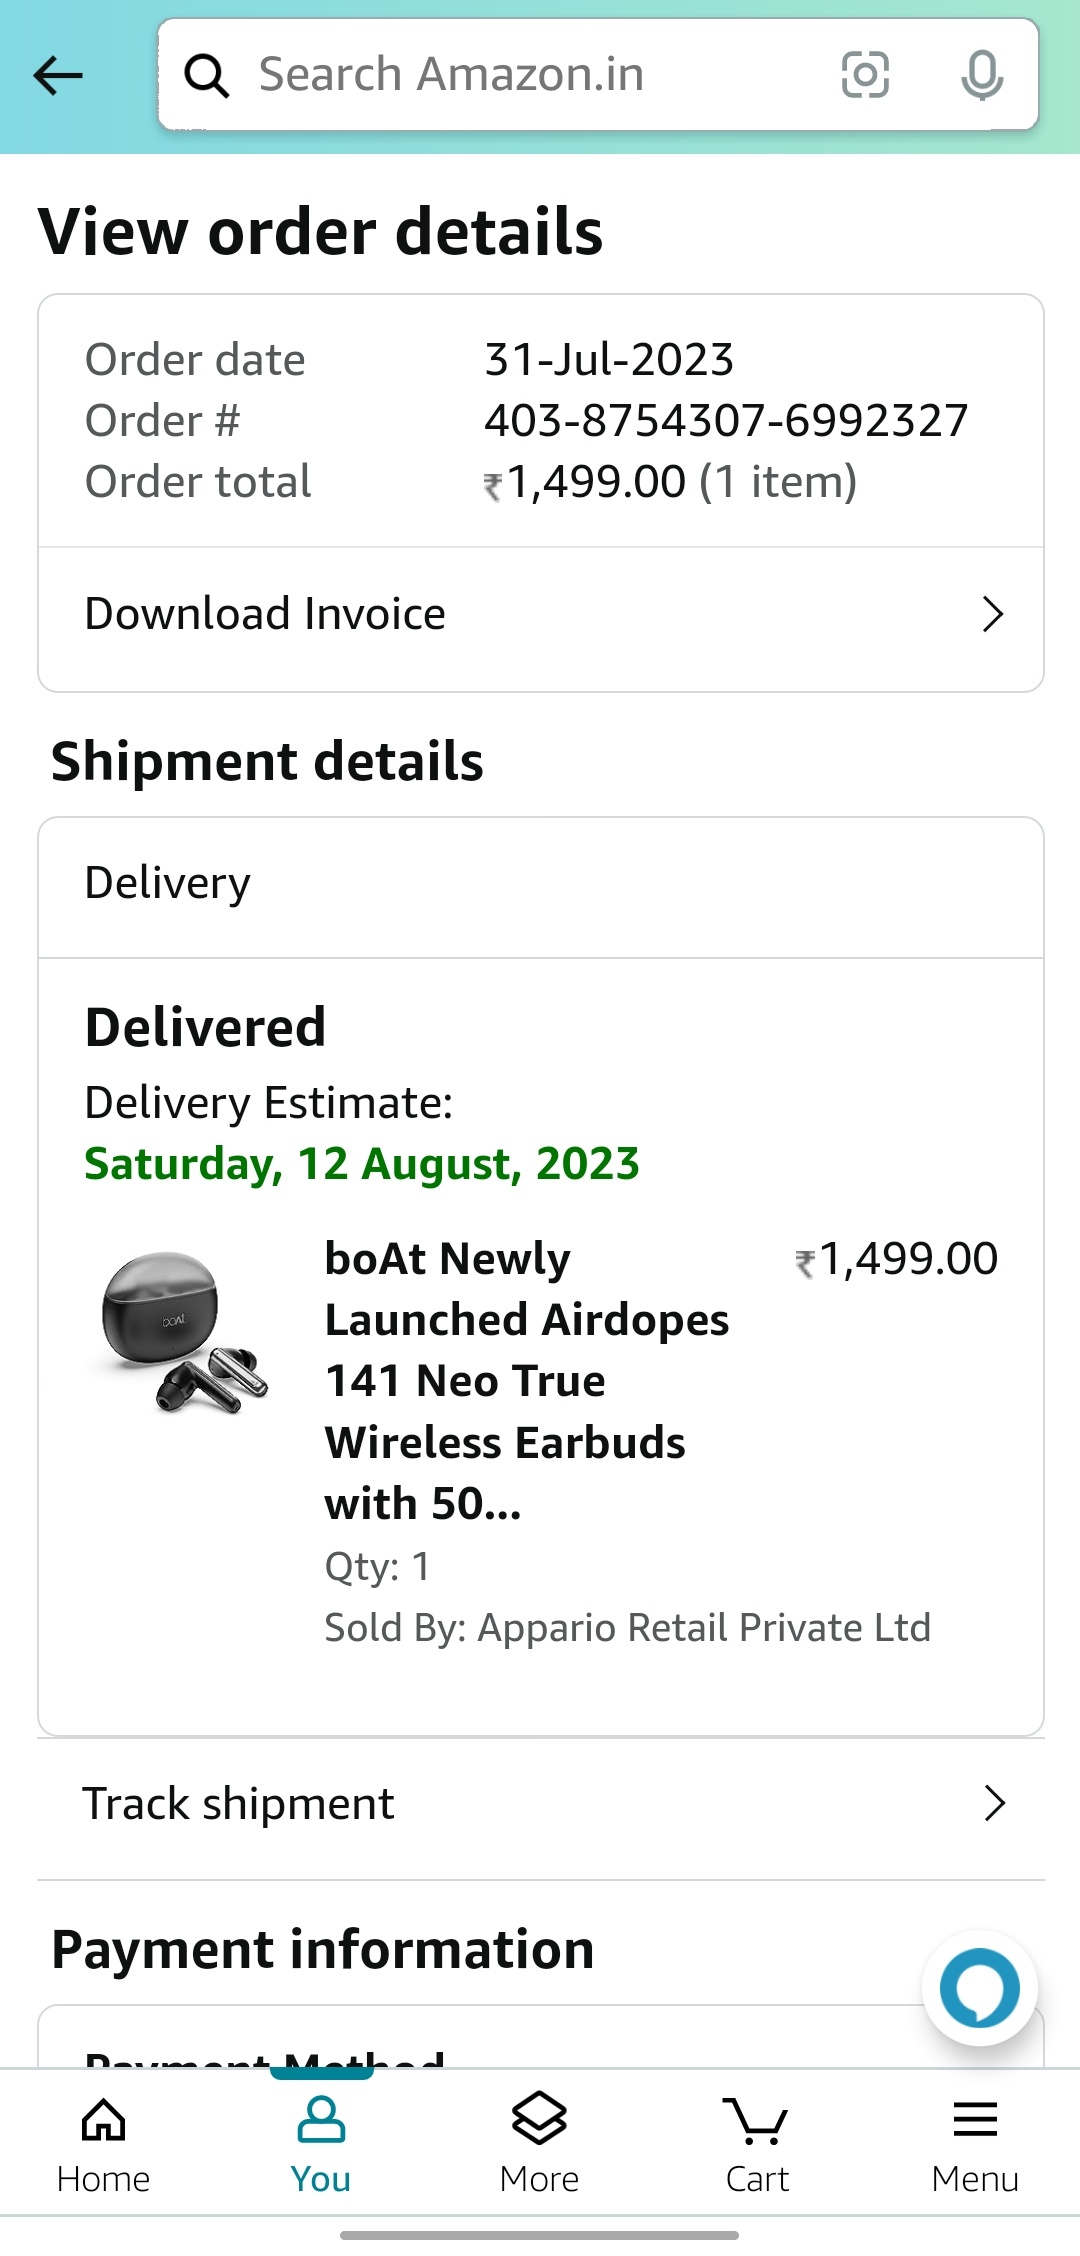 Search Amazon.in
View order details
Order date 31-Jul-2023
Order # 403-8754307-6992327
Order total ₹1,499.00 (1 item)
Download Invoice
Shipment details
Delivery
Delivered
Delivery Estimate:
Saturday, 12 August, 2023
boAt Newly ₹1,499.00
Launched Airdopes
141 Neo True
Wireless Earbuds
with 50...
Qty: 1
Sold By: Appario Retail Private Ltd
boAt
Track shipment
Payment information
Payment Method
Home You More Cart Menu